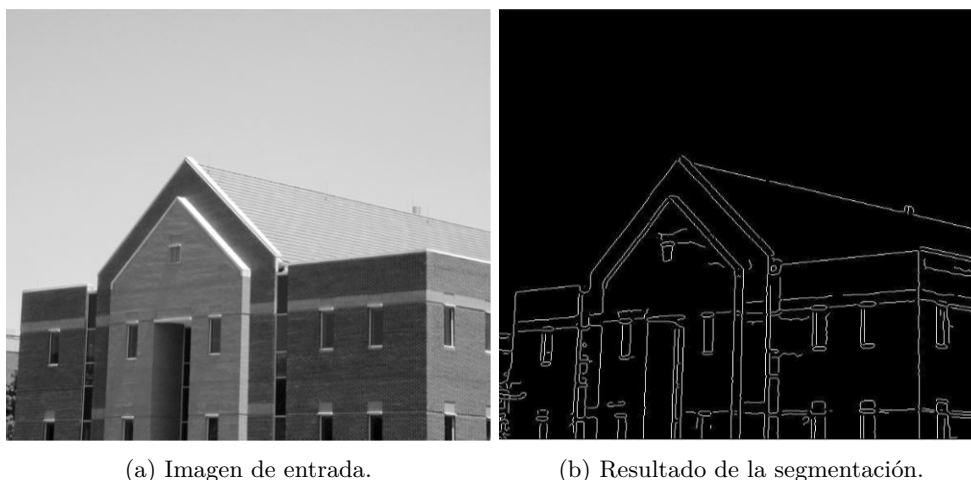 (a) Imagen de entrada.
(b) Resultado de la segmentación.